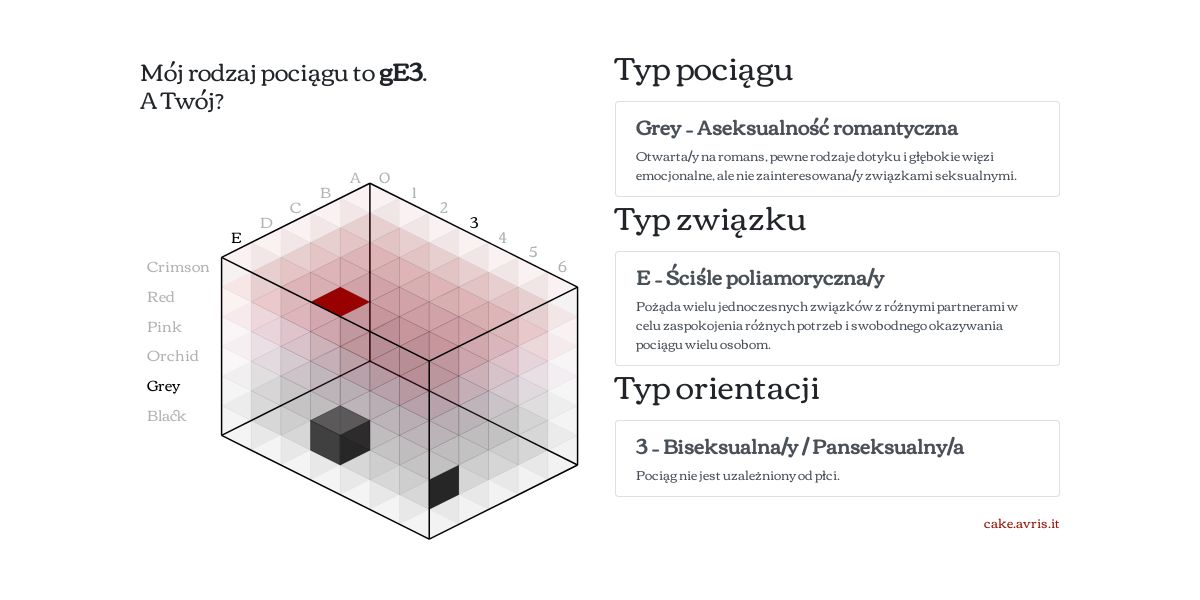 Mój rodzaj pociągu to gE3.
A Twój?
A O
B 1
C 2
D 3
E 4
5
6
Crimson
Red
Pink
Orchid
Grey
Black
Typ pociągu
Grey - Aseksualność romantyczna
Otwarta/y na romans, pewne rodzaje dotyku i głębokie więzi
emocjonalne, ale nie zainteresowana/y związkami seksualnymi.
Typ związku
E - Ściśle poliamoryczna/y
Pożąda wielu jednoczesnych związków z różnymi partnerami w
celu zaspokojenia różnych potrzeb i swobodnego okazywania
pociągu wielu osobom.
Typ orientacji
3 - Biseksualna/y / Panseksualny/a
Pociąg nie jest uzależniony od płci.
cake.avris.it